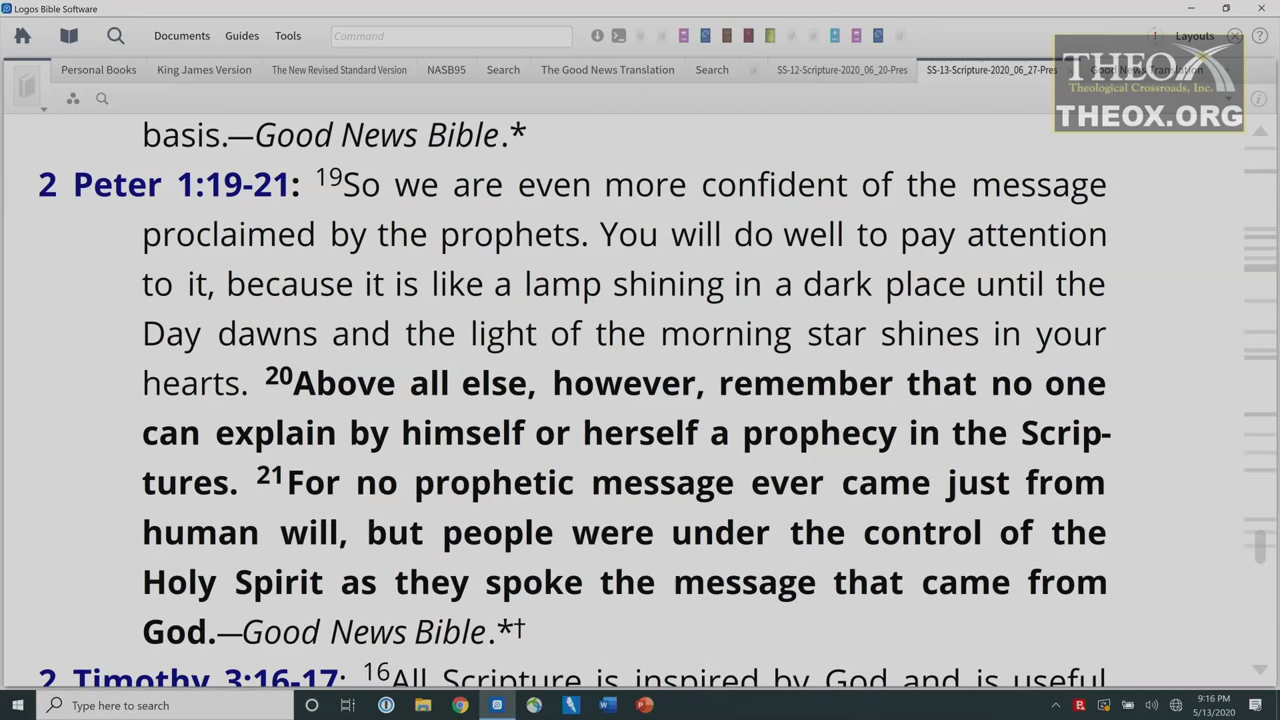 Logos Bible Software
Documents Guides Tools Command Layouts
Personal Books King James Version The New Revised Standard Version NASB95 Search The Good News Translation Search SS-12-Scripture-2020_06_20-Pres SS-13-Scripture-2020_06_27-Pres Good News Translation
THEOX
Theological Crossroads, Inc.
THEOX.ORG
basis.—Good News Bible.*
2 Peter 1:19-21: 19So we are even more confident of the message
proclaimed by the prophets. You will do well to pay attention
to it, because it is like a lamp shining in a dark place until the
Day dawns and the light of the morning star shines in your
hearts. 20Above all else, however, remember that no one
can explain by himself or herself a prophecy in the Scrip-
tures. 21For no prophetic message ever came just from
human will, but people were under the control of the
Holy Spirit as they spoke the message that came from
God.—Good News Bible.*†
2 Timothy 3:16-17: 16All Scripture is inspired by God and is useful
Type here to search
9:16 PM
5/13/2020